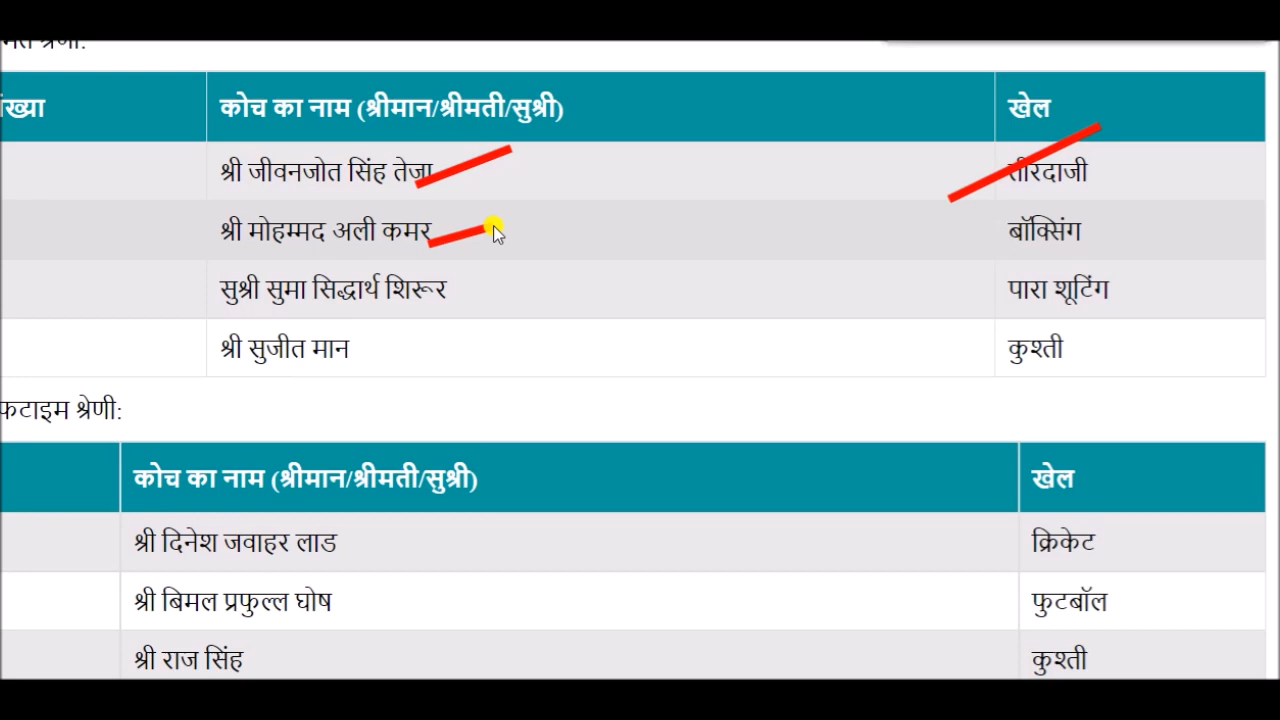 श्रेणी:
कोच का नाम (श्रीमान/श्रीमती/सुश्री) खेल
श्री जीवनजोत सिंह तेजा तीरंदाजी
श्री मोहम्मद अली कमर बॉक्सिंग
सुश्री सुमा सिद्धार्थ शिरूर पारा शूटिंग
श्री सुजीत मान कुश्ती
श्रेणी:
कोच का नाम (श्रीमान/श्रीमती/सुश्री) खेल
श्री दिनेश जवाहर लाड क्रिकेट
श्री बिमल प्रफुल्ल घोष फुटबॉल
श्री राज सिंह कुश्ती